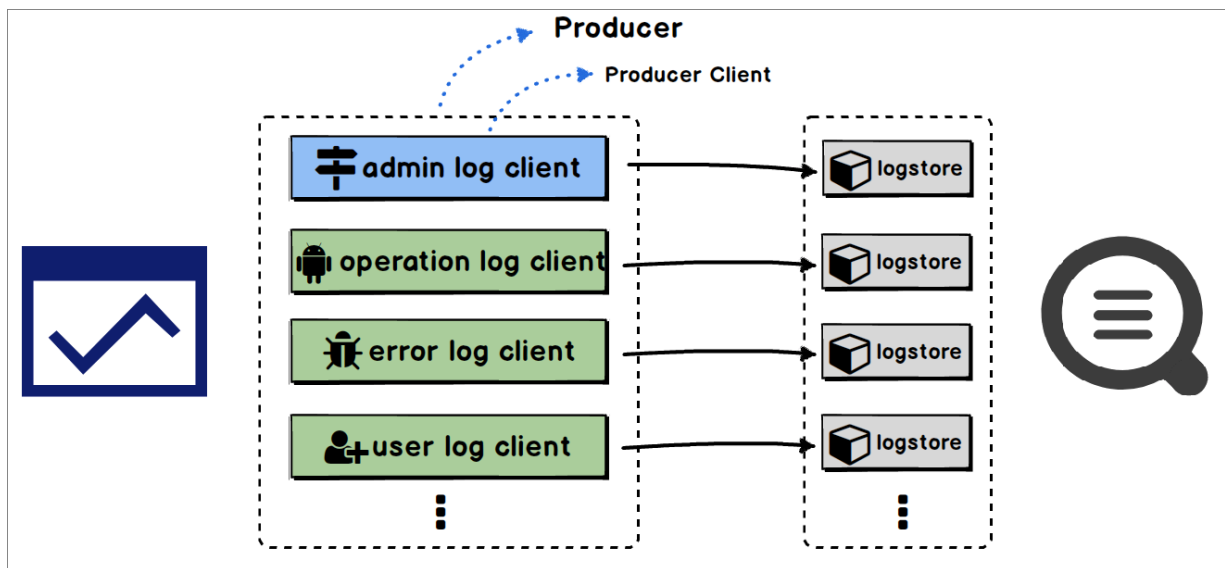 Producer
Producer Client
admin log client
logstore
operation log client
logstore
error log client
logstore
user log client
logstore